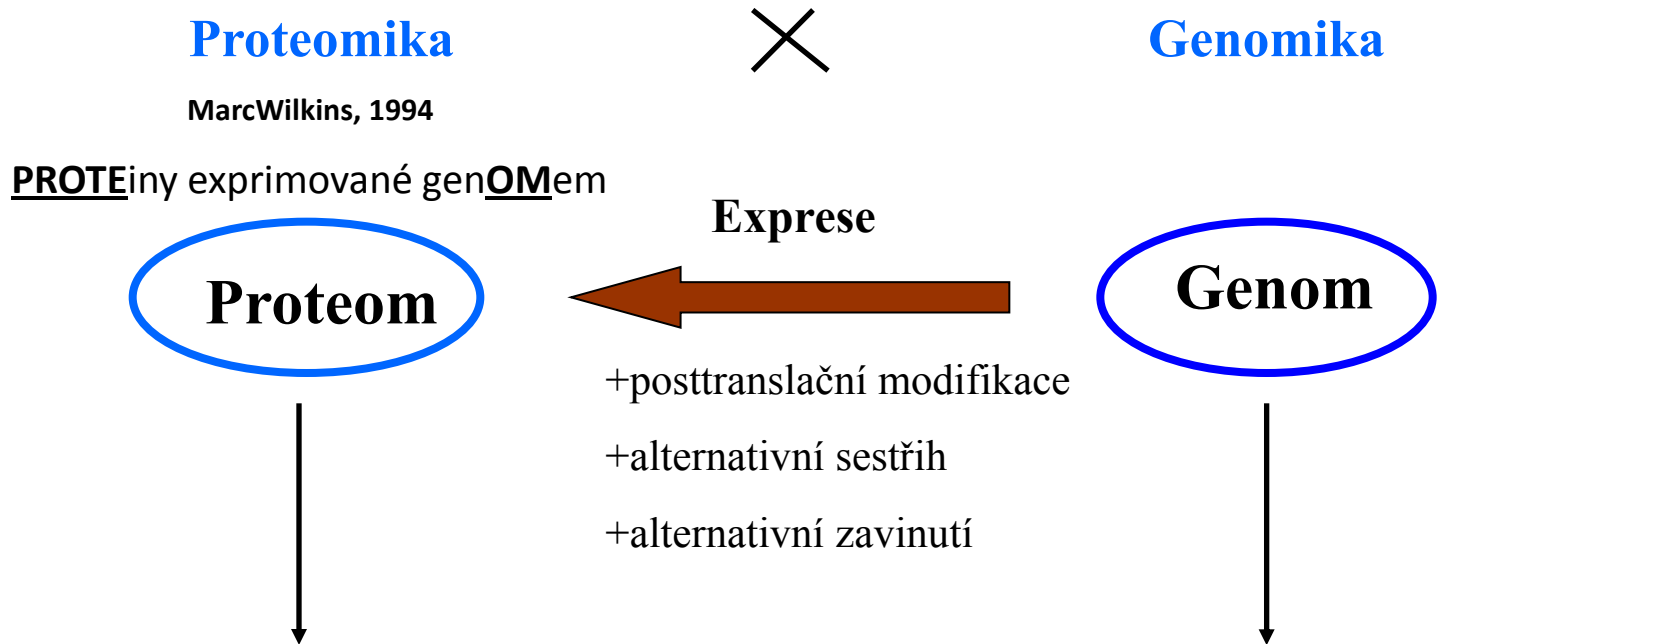 Proteomika
Genomika
MarcWilkins, 1994
PROTEiny exprimované genOMem
Exprese
Proteom
Genom
+posttranslační modifikace
+alternativní sestřih
+alternativní zavinutí